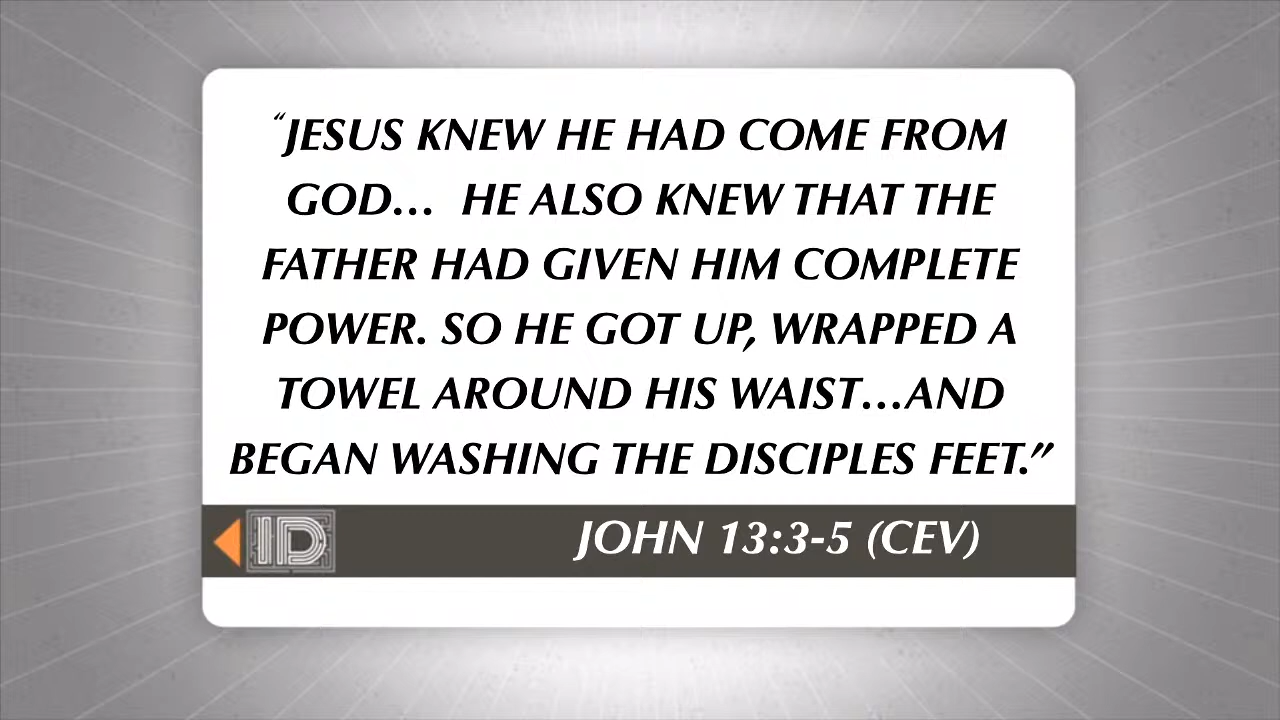 “JESUS KNEW HE HAD COME FROM
GOD… HE ALSO KNEW THAT THE
FATHER HAD GIVEN HIM COMPLETE
POWER. SO HE GOT UP, WRAPPED A
TOWEL AROUND HIS WAIST…AND
BEGAN WASHING THE DISCIPLES FEET.”
ID
JOHN 13:3-5 (CEV)